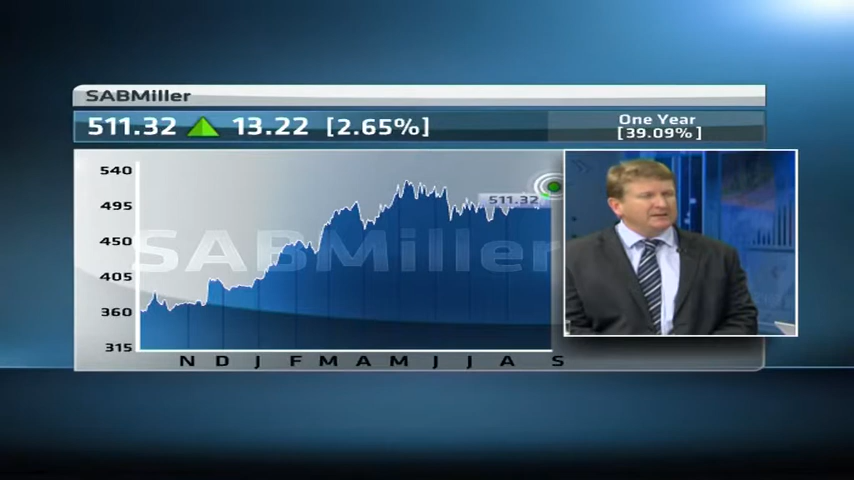 SABMiller
511.32 13.22 [2.65%]
One Year
[39.09%]
540
495
450
405
360
315
511.32
SABMiller
N D J F M A M J J A S